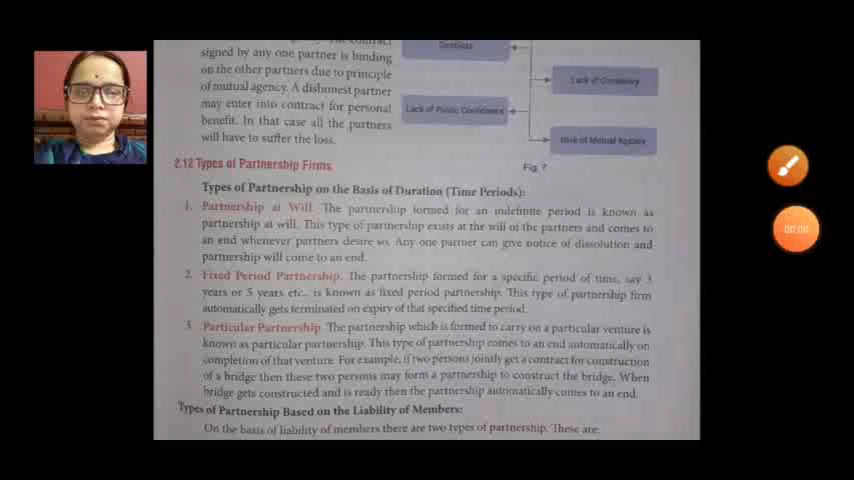 signed by any one partner is binding
on the other partners due to principle
of mutual agency. A dishonest partner
may enter into contract for personal
benefit. In that case all the partners
will have to suffer the loss.
Lack of Continuity
Lack of Public Confidence
Risk of Mutual Agency
Fig. 7
2.12 Types of Partnership Firms
Types of Partnership on the Basis of Duration (Time Periods):
1. Partnership at Will The partnership formed for an indefinite period is known as
partnership at will. This type of partnership exists at the will of the partners and comes to
an end whenever partners desire so. Any one partner can give notice of dissolution and
partnership will come to an end.
2. Fixed Period Partnership. The partnership formed for a specific period of time, say 3
years or 5 years etc., is known as fixed period partnership. This type of partnership firm
automatically gets terminated on expiry of that specified time period.
3. Particular Partnership The partnership which is formed to carry on a particular venture is
known as particular partnership. This type of partnership comes to an end automatically on
completion of that venture. For example, if two persons jointly get a contract for construction
of a bridge then these two persons may form a partnership to construct the bridge. When
bridge gets constructed and is ready then the partnership automatically comes to an end.
Types of Partnership Based on the Liability of Members:
On the basis of liability of members there are two types of partnership. These are: